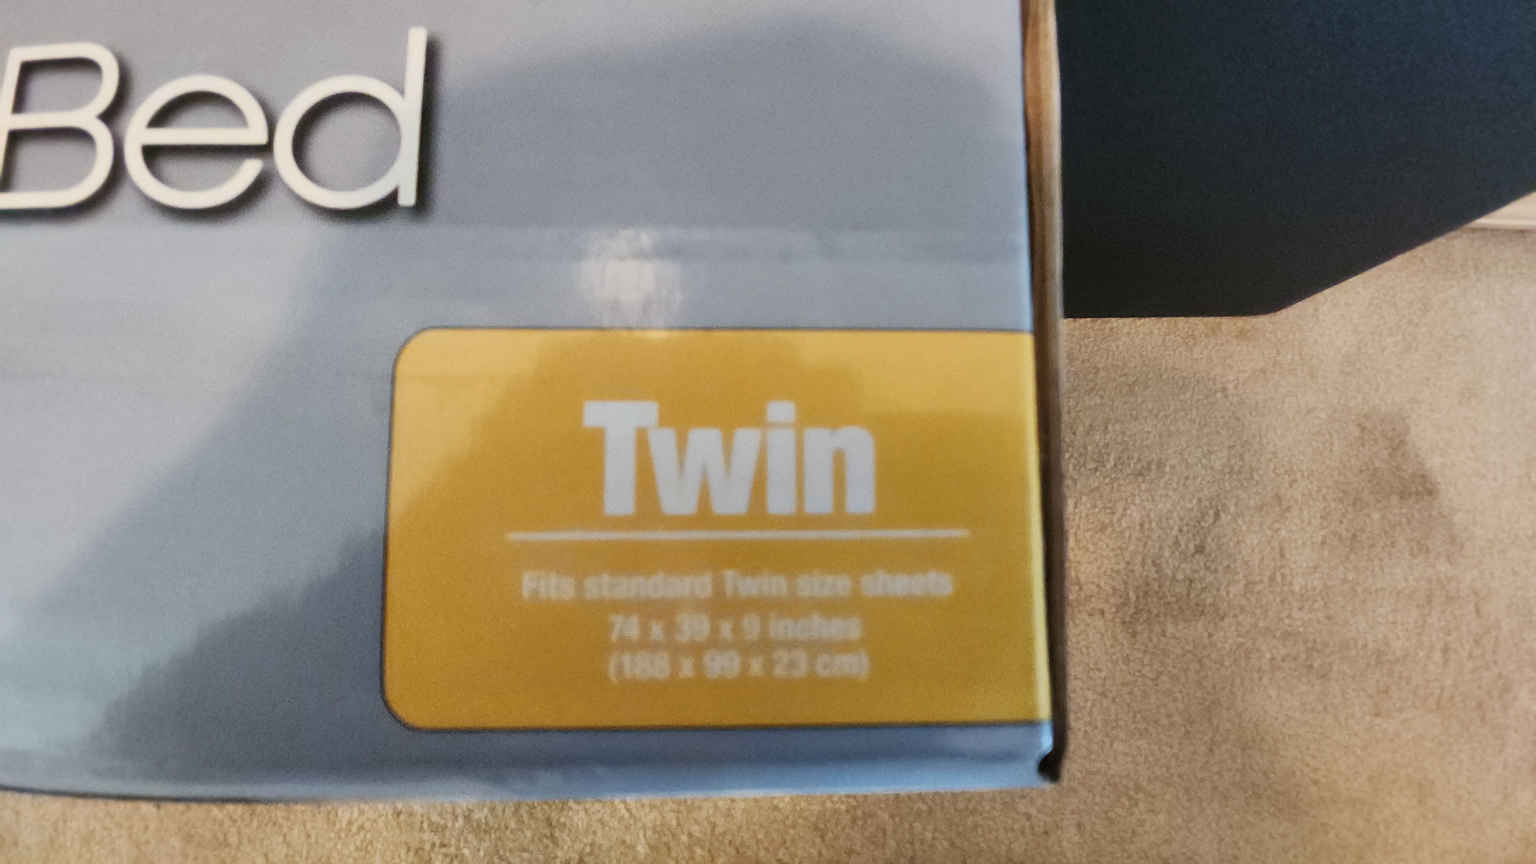 Bed
Twin
Fits standard Twin size sheets
74 x 39 x 9 inches
(188 x 99 x 23 cm)